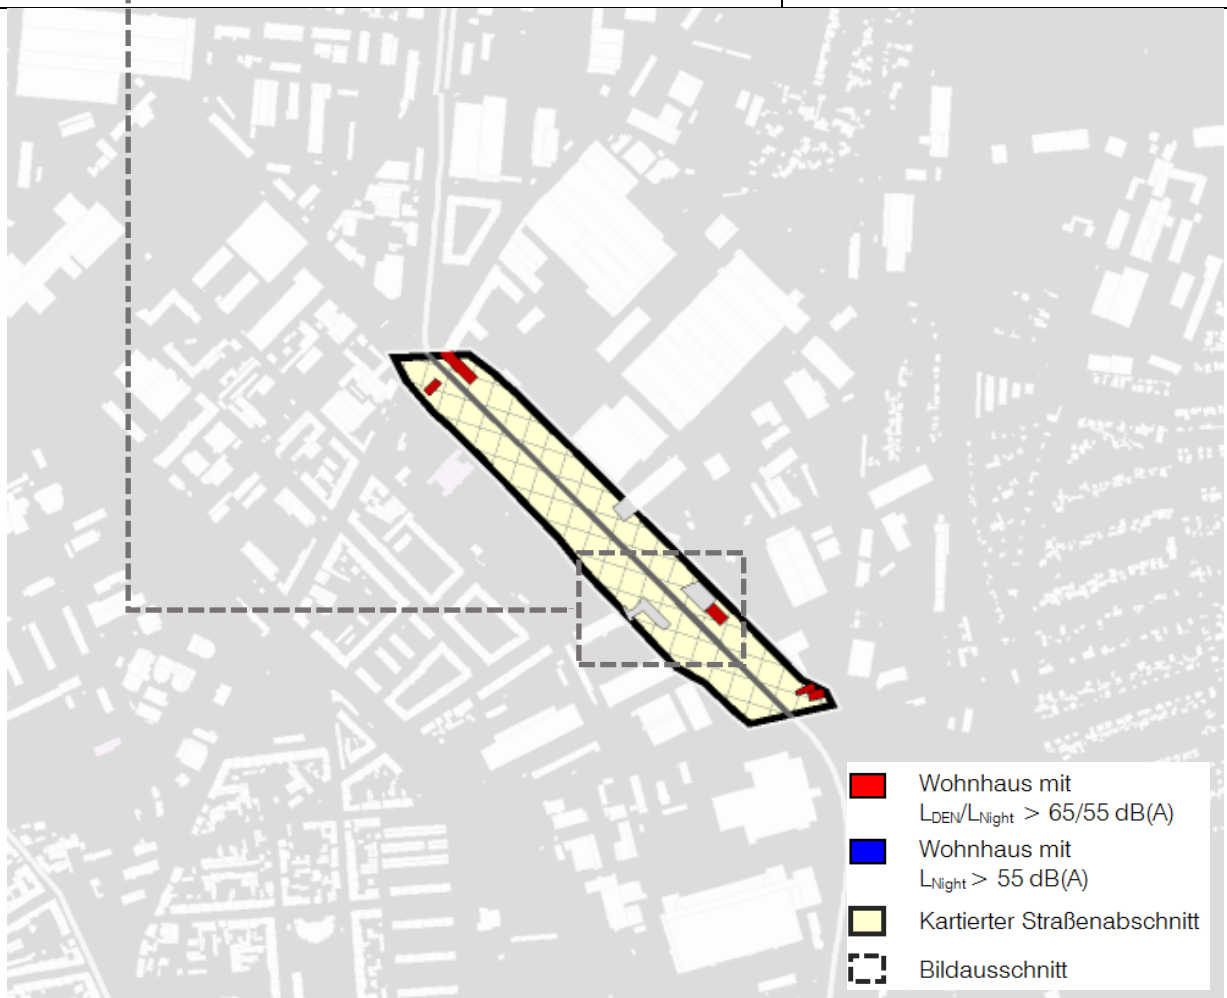 Wohnhaus mit
LDEN/LNight > 65/55 dB(A)
Wohnhaus mit
LNight > 55 dB(A)
Kartierter Straßenabschnitt
Bildausschnitt